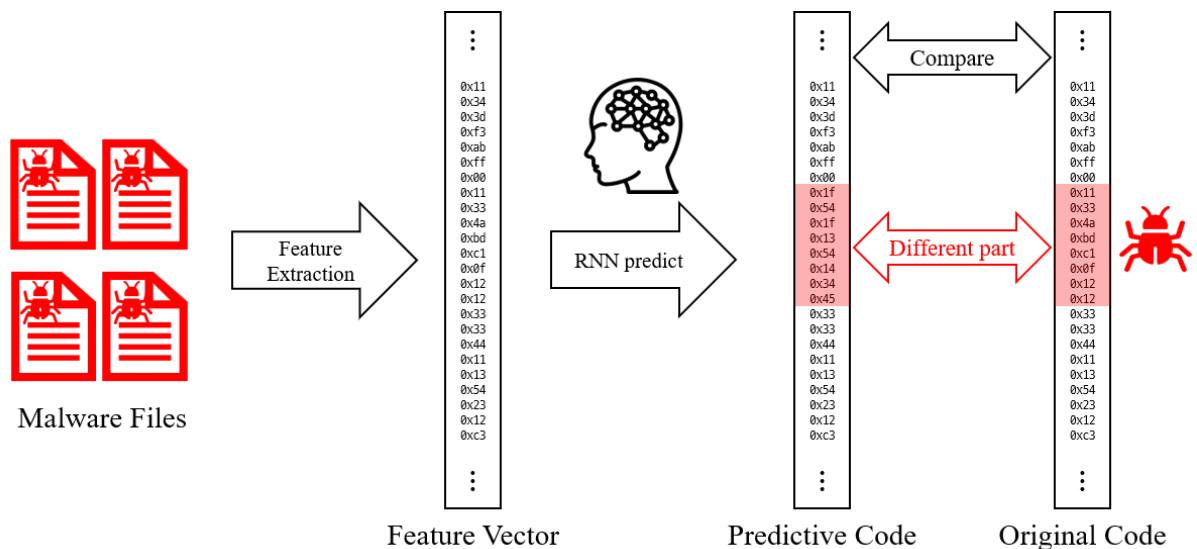 Malware Files
Feature
Extraction
⋮
0x11
0x34
0x3d
0xf3
0xab
0xff
0x00
0x11
0x33
0x4a
0xbd
0xc1
0x0f
0x12
0x12
0x33
0x33
0x44
0x11
0x13
0x54
0x23
0x12
0xc3
⋮
Feature Vector
RNN predict
⋮
0x11
0x34
0x3d
0xf3
0xab
0xff
0x00
0x1f
0x54
0x1f
0x13
0x54
0x14
0x34
0x45
0x33
0x33
0x44
0x11
0x13
0x54
0x23
0x12
0xc3
⋮
Predictive Code
Compare
Different part
⋮
0x11
0x34
0x3d
0xf3
0xab
0xff
0x00
0x11
0x33
0x4a
0xbd
0xc1
0x0f
0x12
0x12
0x33
0x33
0x44
0x11
0x13
0x54
0x23
0x12
0xc3
⋮
Original Code